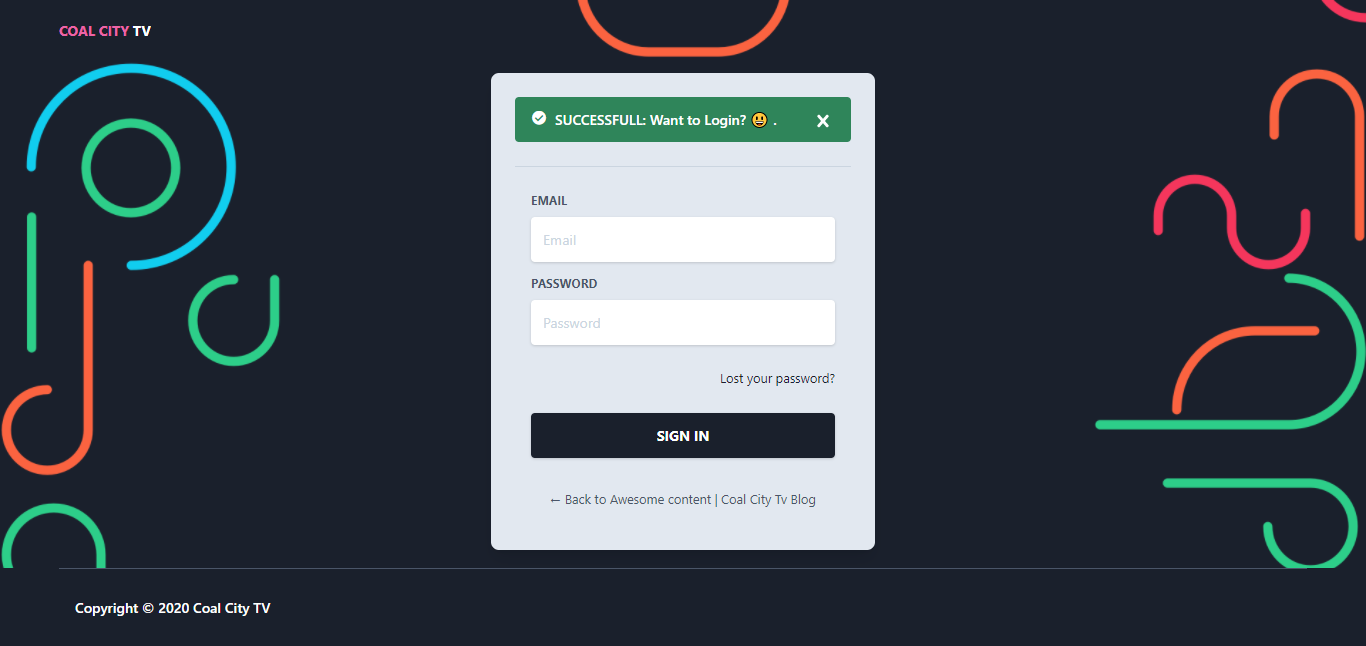 COAL CITY TV
SUCCESSFULL: Want to Login? 😃 .
EMAIL
Email
PASSWORD
Password
Lost your password?
SIGN IN
← Back to Awesome content | Coal City Tv Blog
Copyright © 2020 Coal City TV